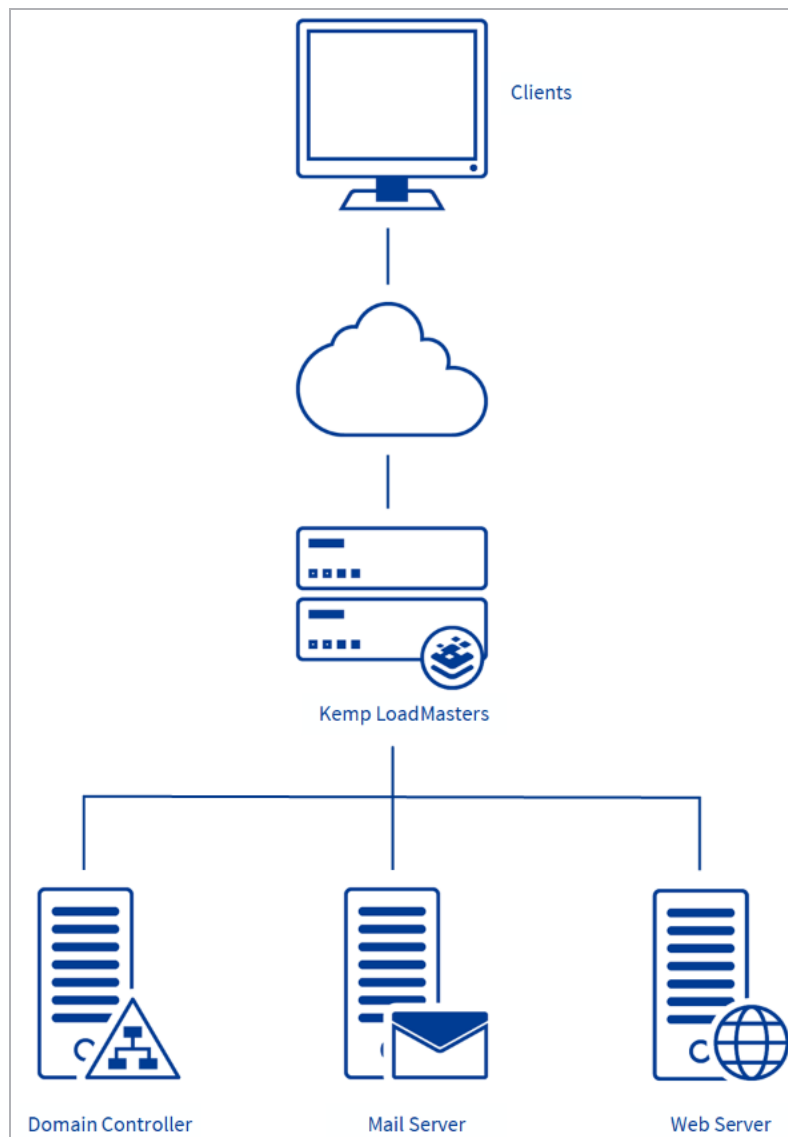 Clients
Kemp LoadMasters
Domain Controller
Mail Server
Web Server